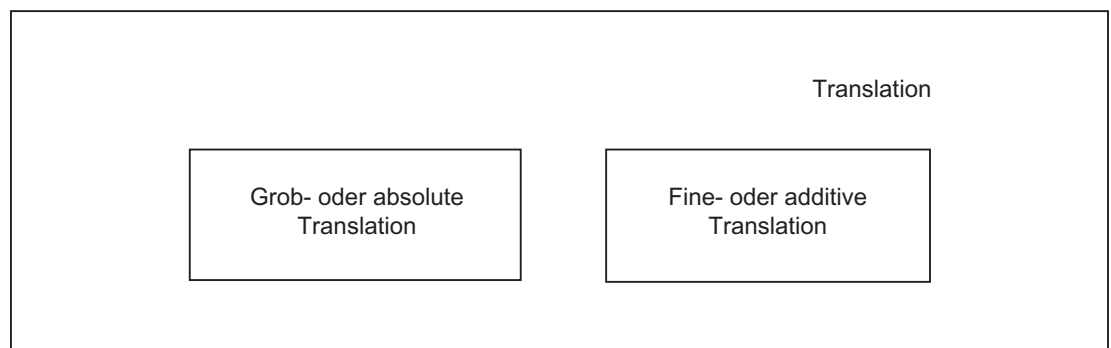 Translation
Grob- oder absolute
Translation
Fine- oder additive
Translation